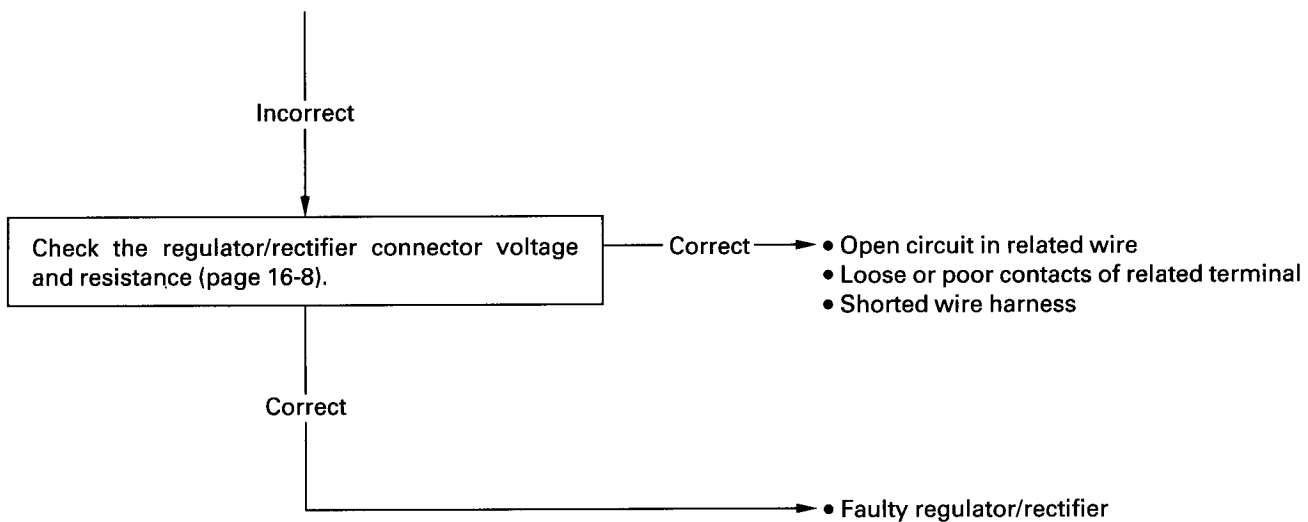 Incorrect
Check the regulator/rectifier connector voltage
and resistance (page 16-8).
Correct
• Open circuit in related wire
• Loose or poor contacts of related terminal
• Shorted wire harness
Correct
• Faulty regulator/rectifier